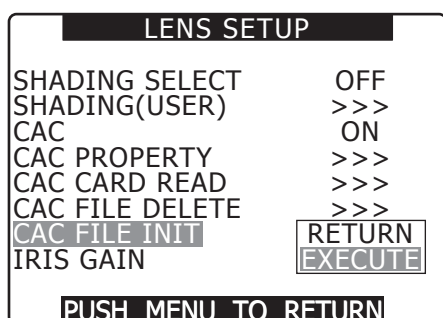 LENS SETUP
SHADING SELECT OFF
SHADING(USER) >>>
CAC ON
CAC PROPERTY >>>
CAC CARD READ >>>
CAC FILE DELETE >>>
CAC FILE INIT RETURN
IRIS GAIN EXECUTE
PUSH MENU TO RETURN